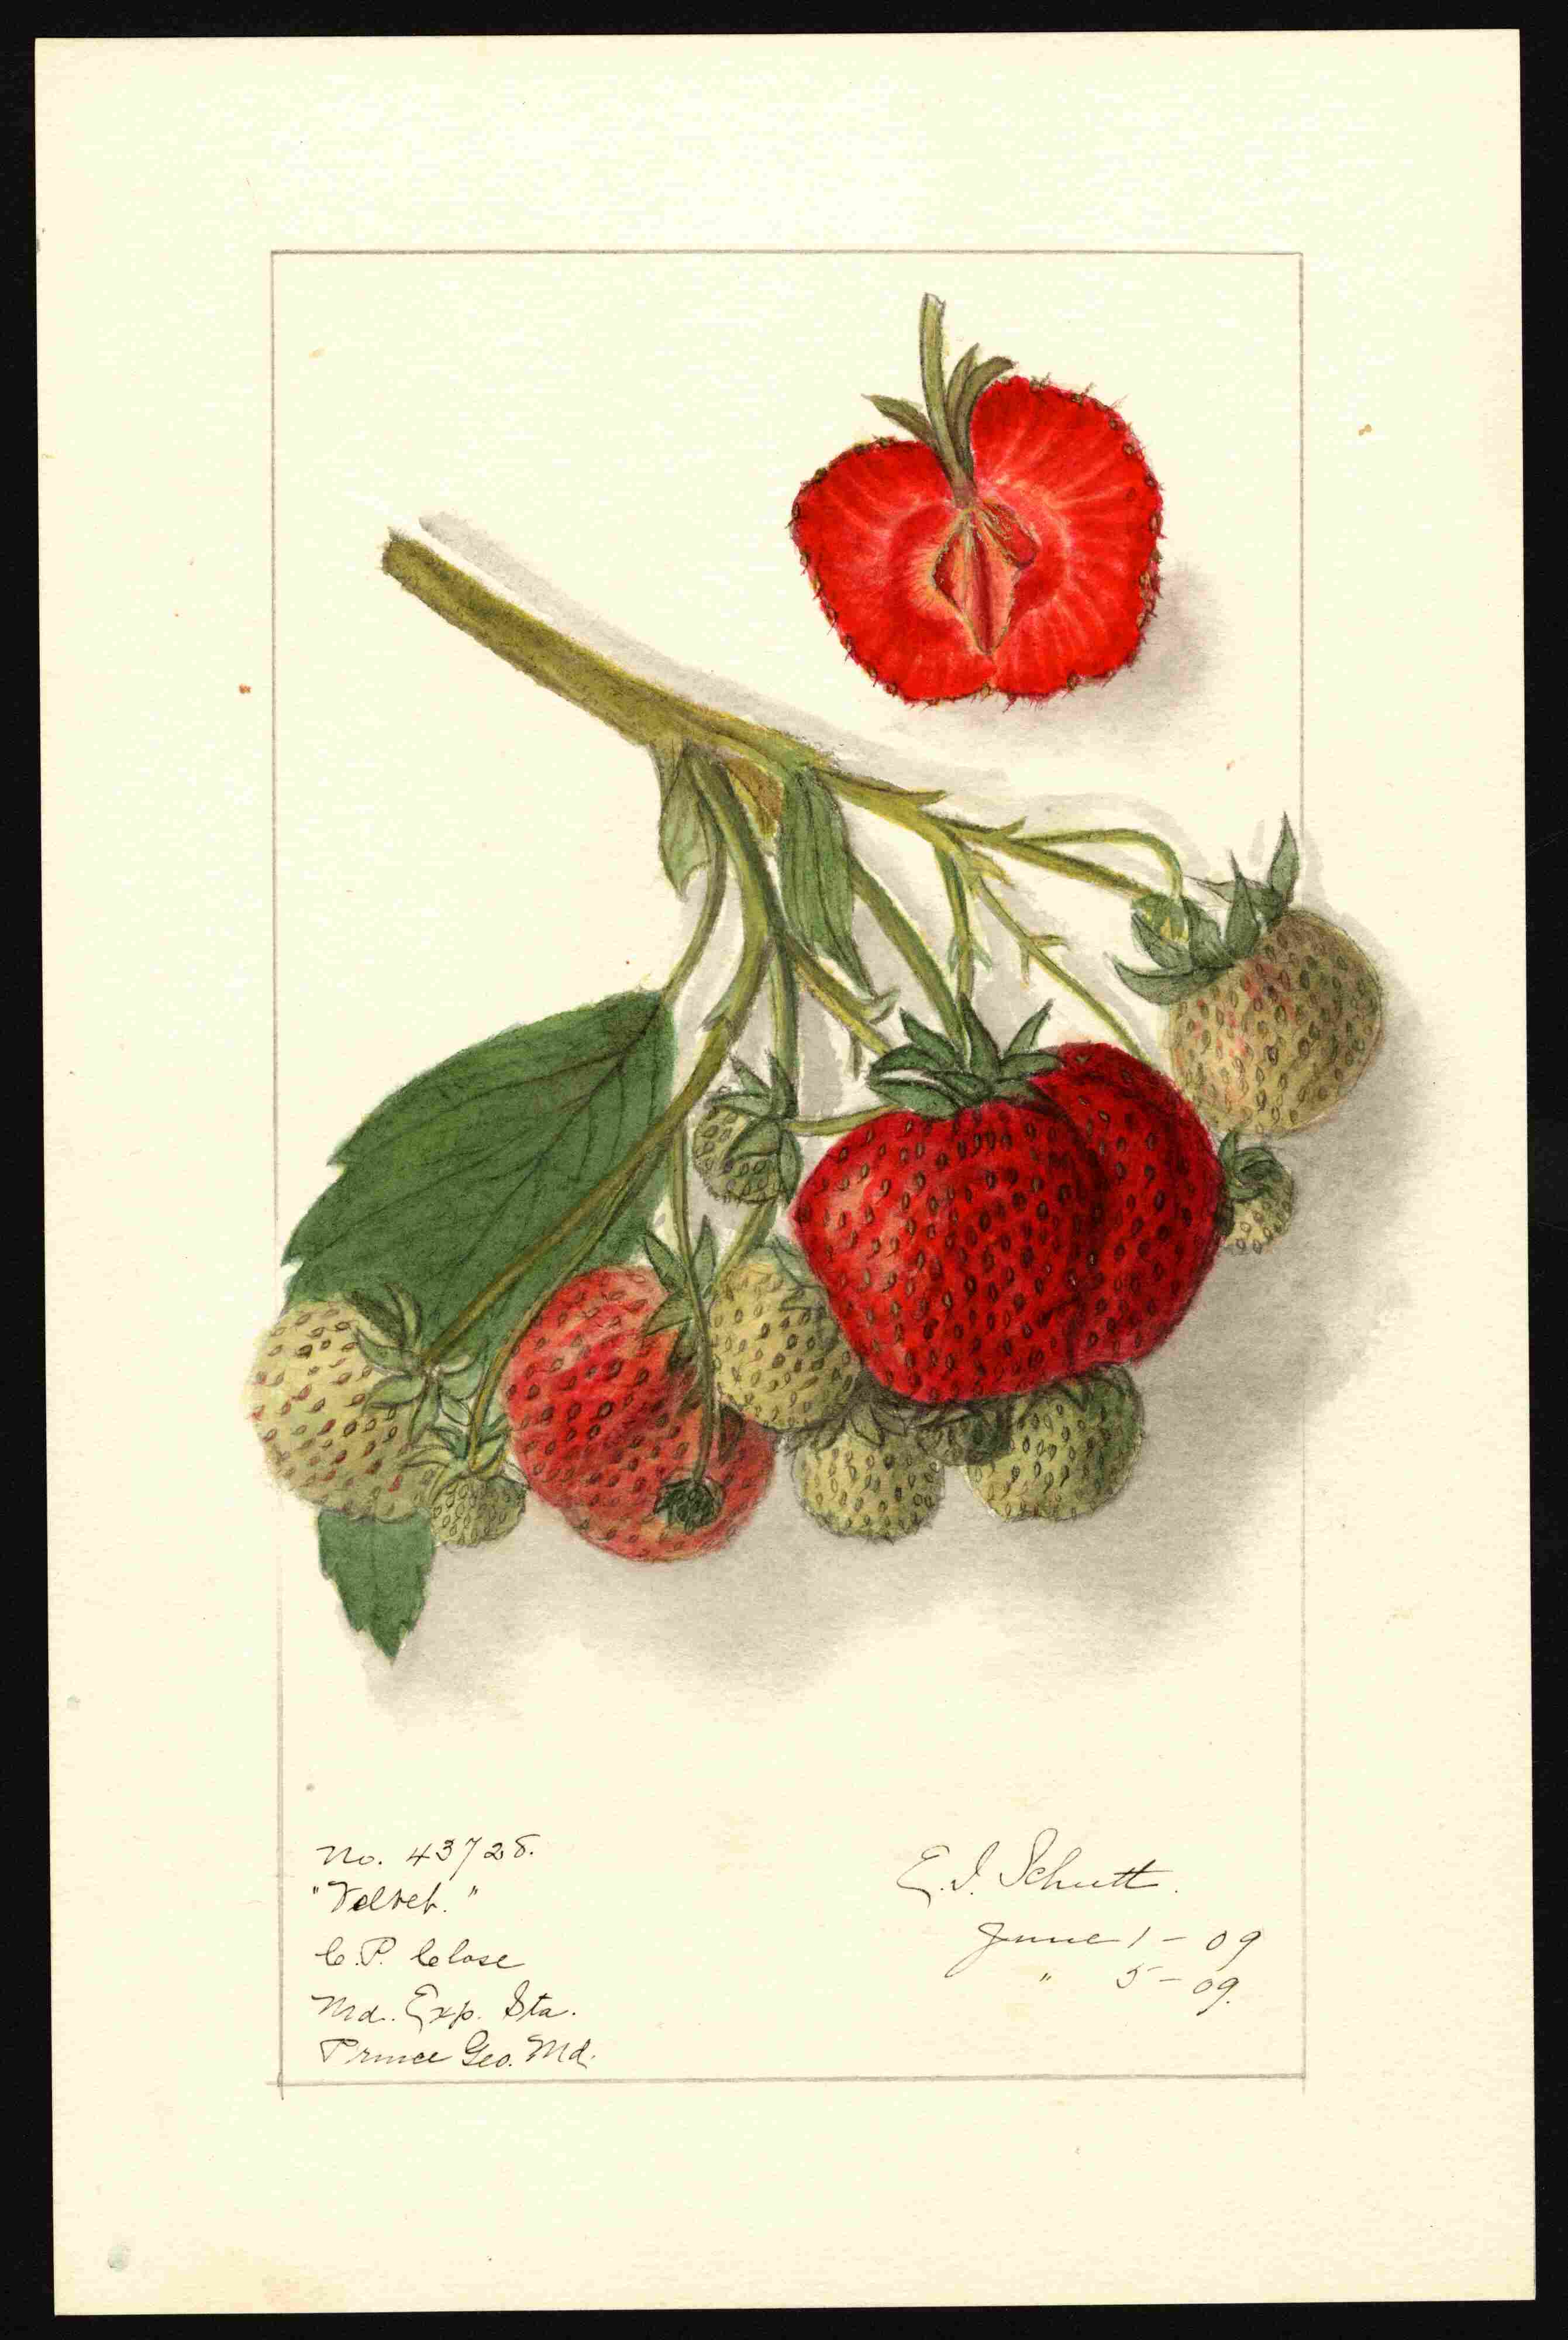 No. 43728.
"Velvet."
C. P. Close
Md. Exp. Sta.
Prince Geo. Md.
E. I. Schutt.
June 1 - 09
" 5 - 09.